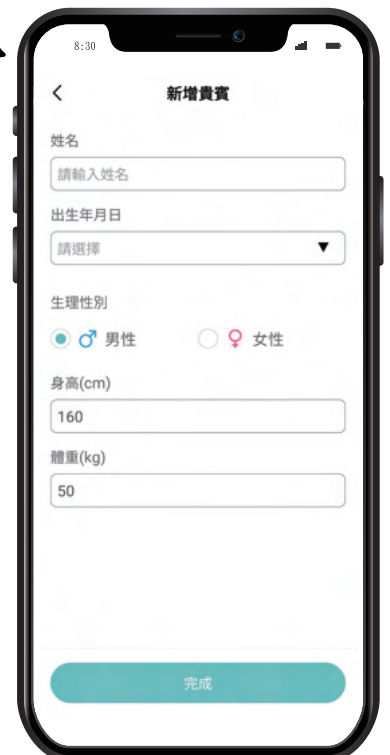 8:30
新增貴賓
姓名
請輸入姓名
出生年月日
請選擇
生理性別
男性 女性
身高(cm)
160
體重(kg)
50
完成